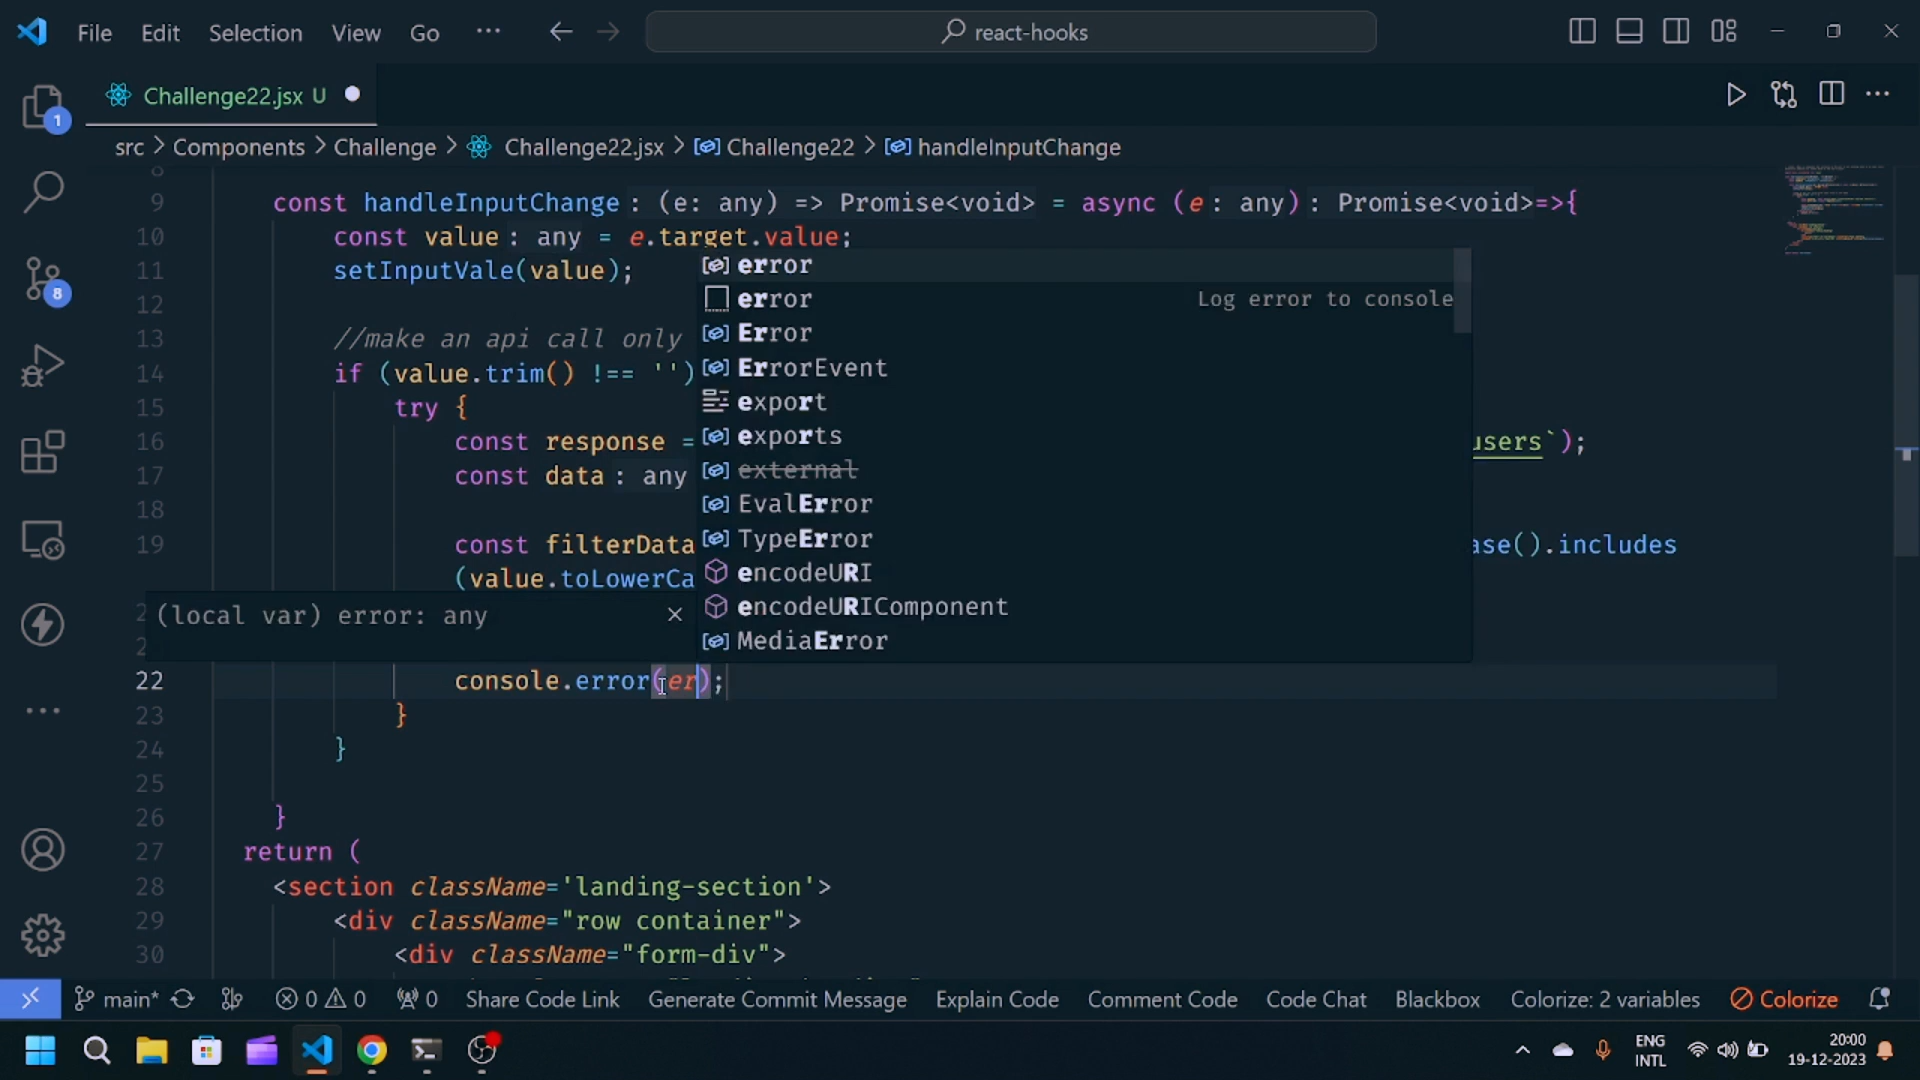 File Edit Selection View Go ··· react-hooks
Challenge22.jsx U
1
src > Components > Challenge > Challenge22.jsx > Challenge22 > handleInputChange
8
9 const handleInputChange: (e: any) => Promise<void> = async (e: any): Promise<void>=>{
10 const value: any = e.target.value;
11 setInputVale(value);
error
12
error Log error to console
8
13 //make an api call only
Error
14 if (value.trim() !== '')
ErrorEvent
15 try {
export
16 const response =
exports
users`);
17 const data: any
external
18
EvalError
19 const filterData
TypeError
ase().includes
(value.toLowerCa
encodeURI
encodeURIComponent
2
(local var) error: any ×
2
MediaError
22 console.error(er);
23 }
24 }
25
26 }
27 return (
28 <section className='landing-section'>
29 <div className="row container">
30 <div className="form-div">
main* 0 0 0 Share Code Link Generate Commit Message Explain Code Comment Code Code Chat Blackbox Colorize: 2 variables Colorize
ENG
INTL
20:00
19-12-2023